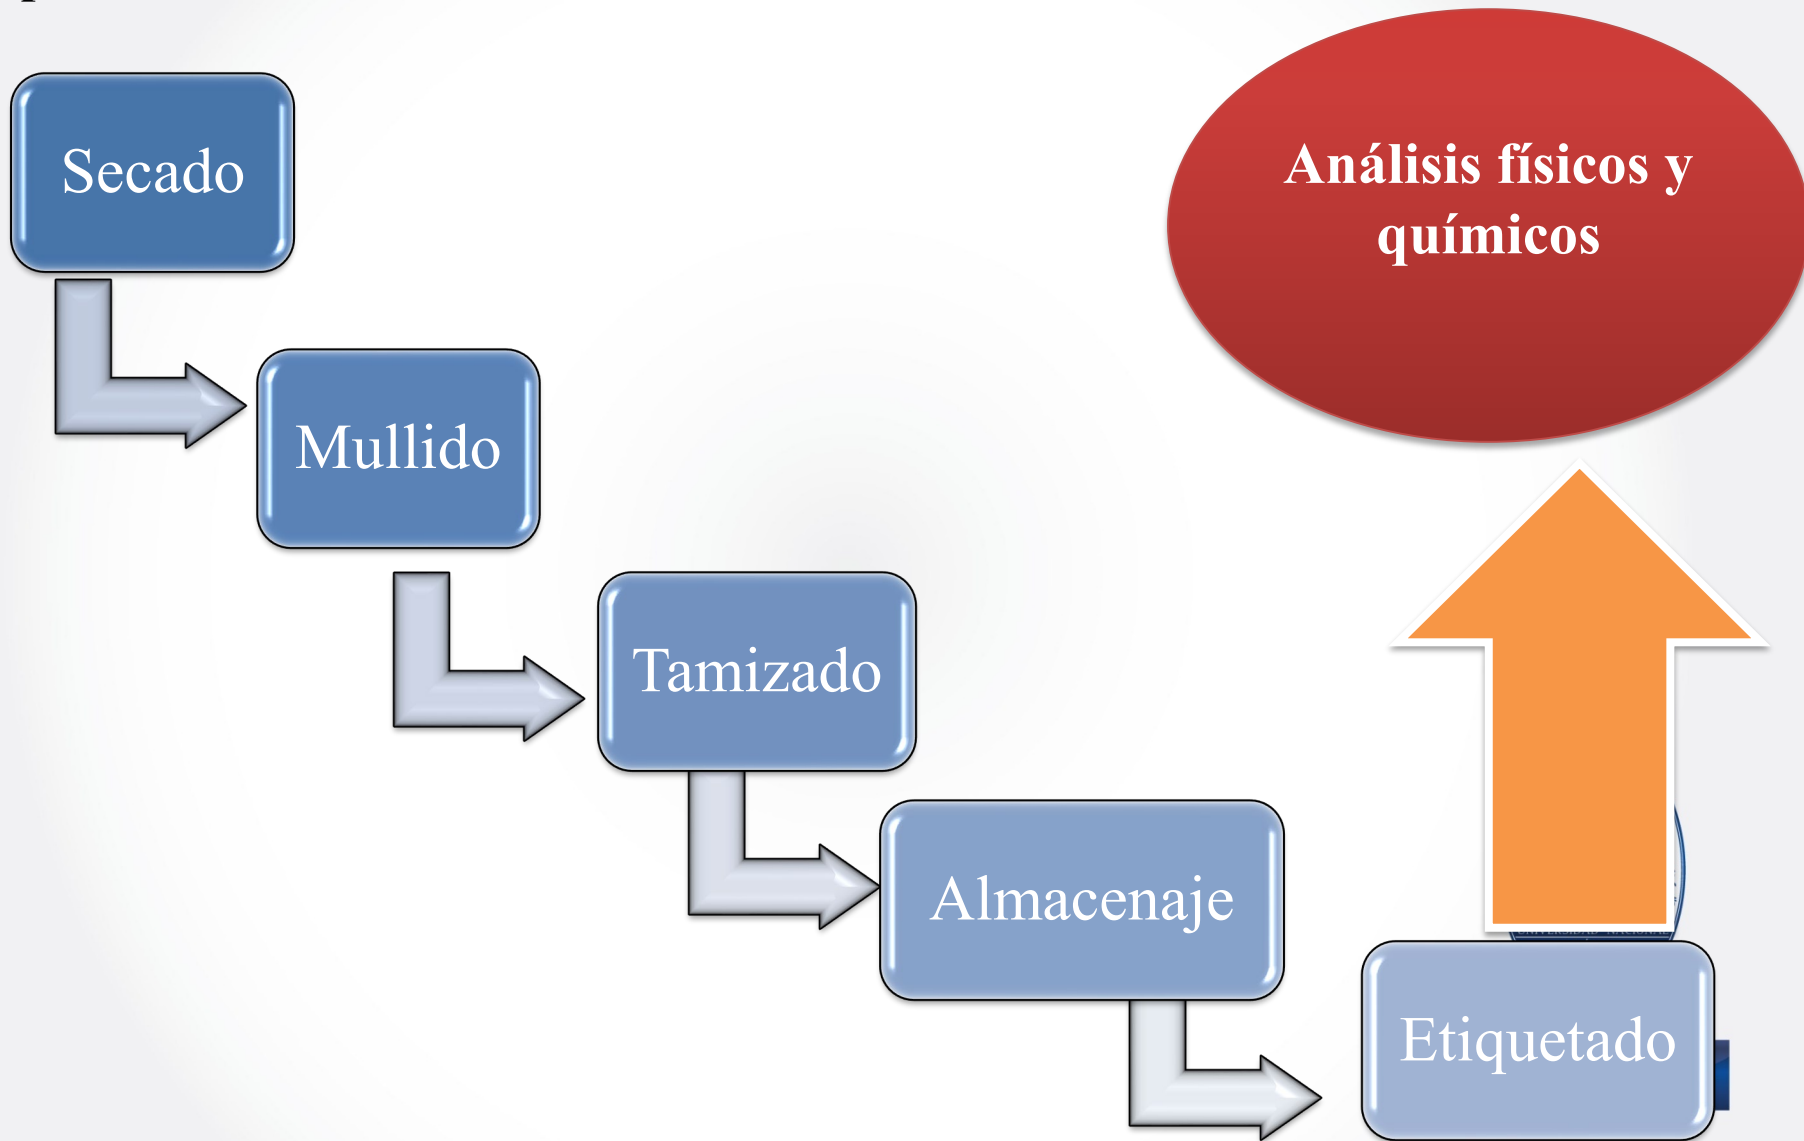 Secado
Mullido
Tamizado
Almacenaje
Etiquetado
Análisis físicos y
químicos